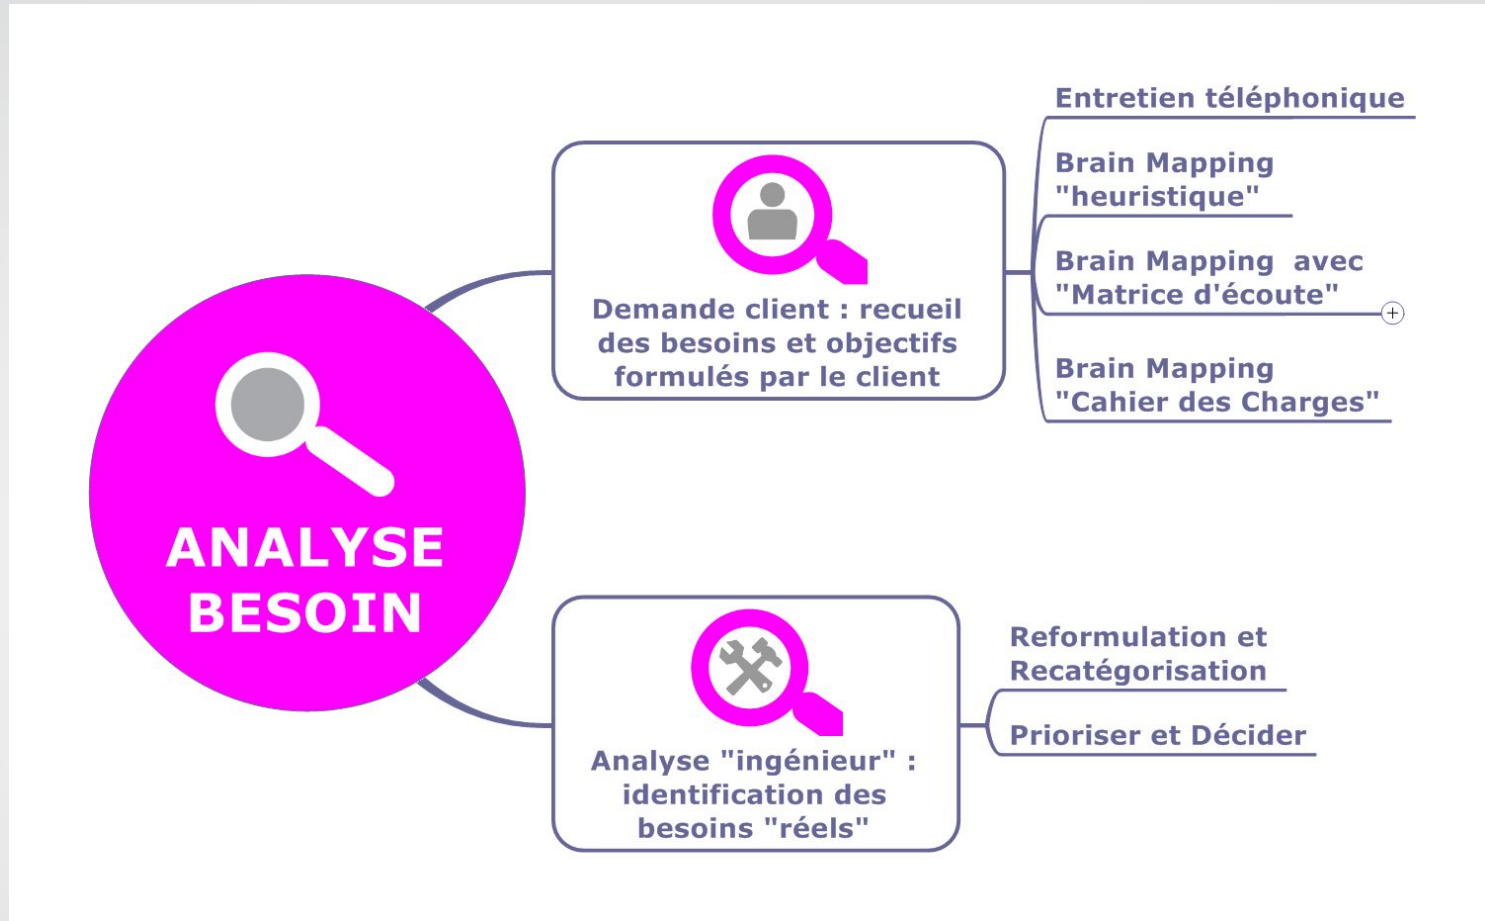 ANALYSE
BESOIN
Demande client : recueil
des besoins et objectifs
formulés par le client
Entretien téléphonique
Brain Mapping
"heuristique"
Brain Mapping  avec
"Matrice d'écoute"
Brain Mapping
"Cahier des Charges"
Analyse "ingénieur" :
identification des
besoins "réels"
Reformulation et
Recatégorisation
Prioriser et Décider